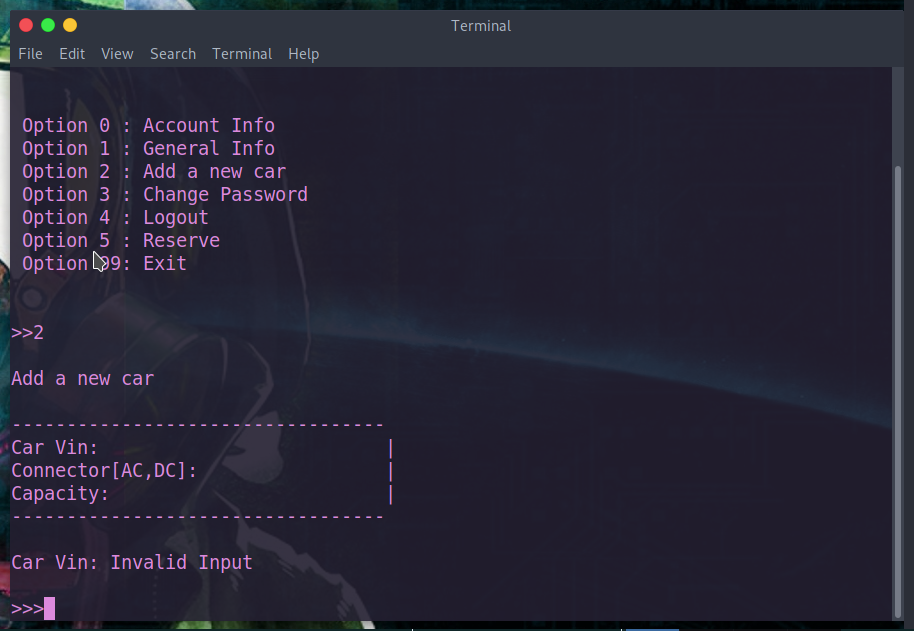 Terminal
File Edit View Search Terminal Help
Option 0 : Account Info
Option 1 : General Info
Option 2 : Add a new car
Option 3 : Change Password
Option 4 : Logout
Option 5 : Reserve
Option 99: Exit
>>2
Add a new car
----------------------------------
Car Vin: |
Connector[AC,DC]: |
Capacity: |
----------------------------------
Car Vin: Invalid Input
>>>